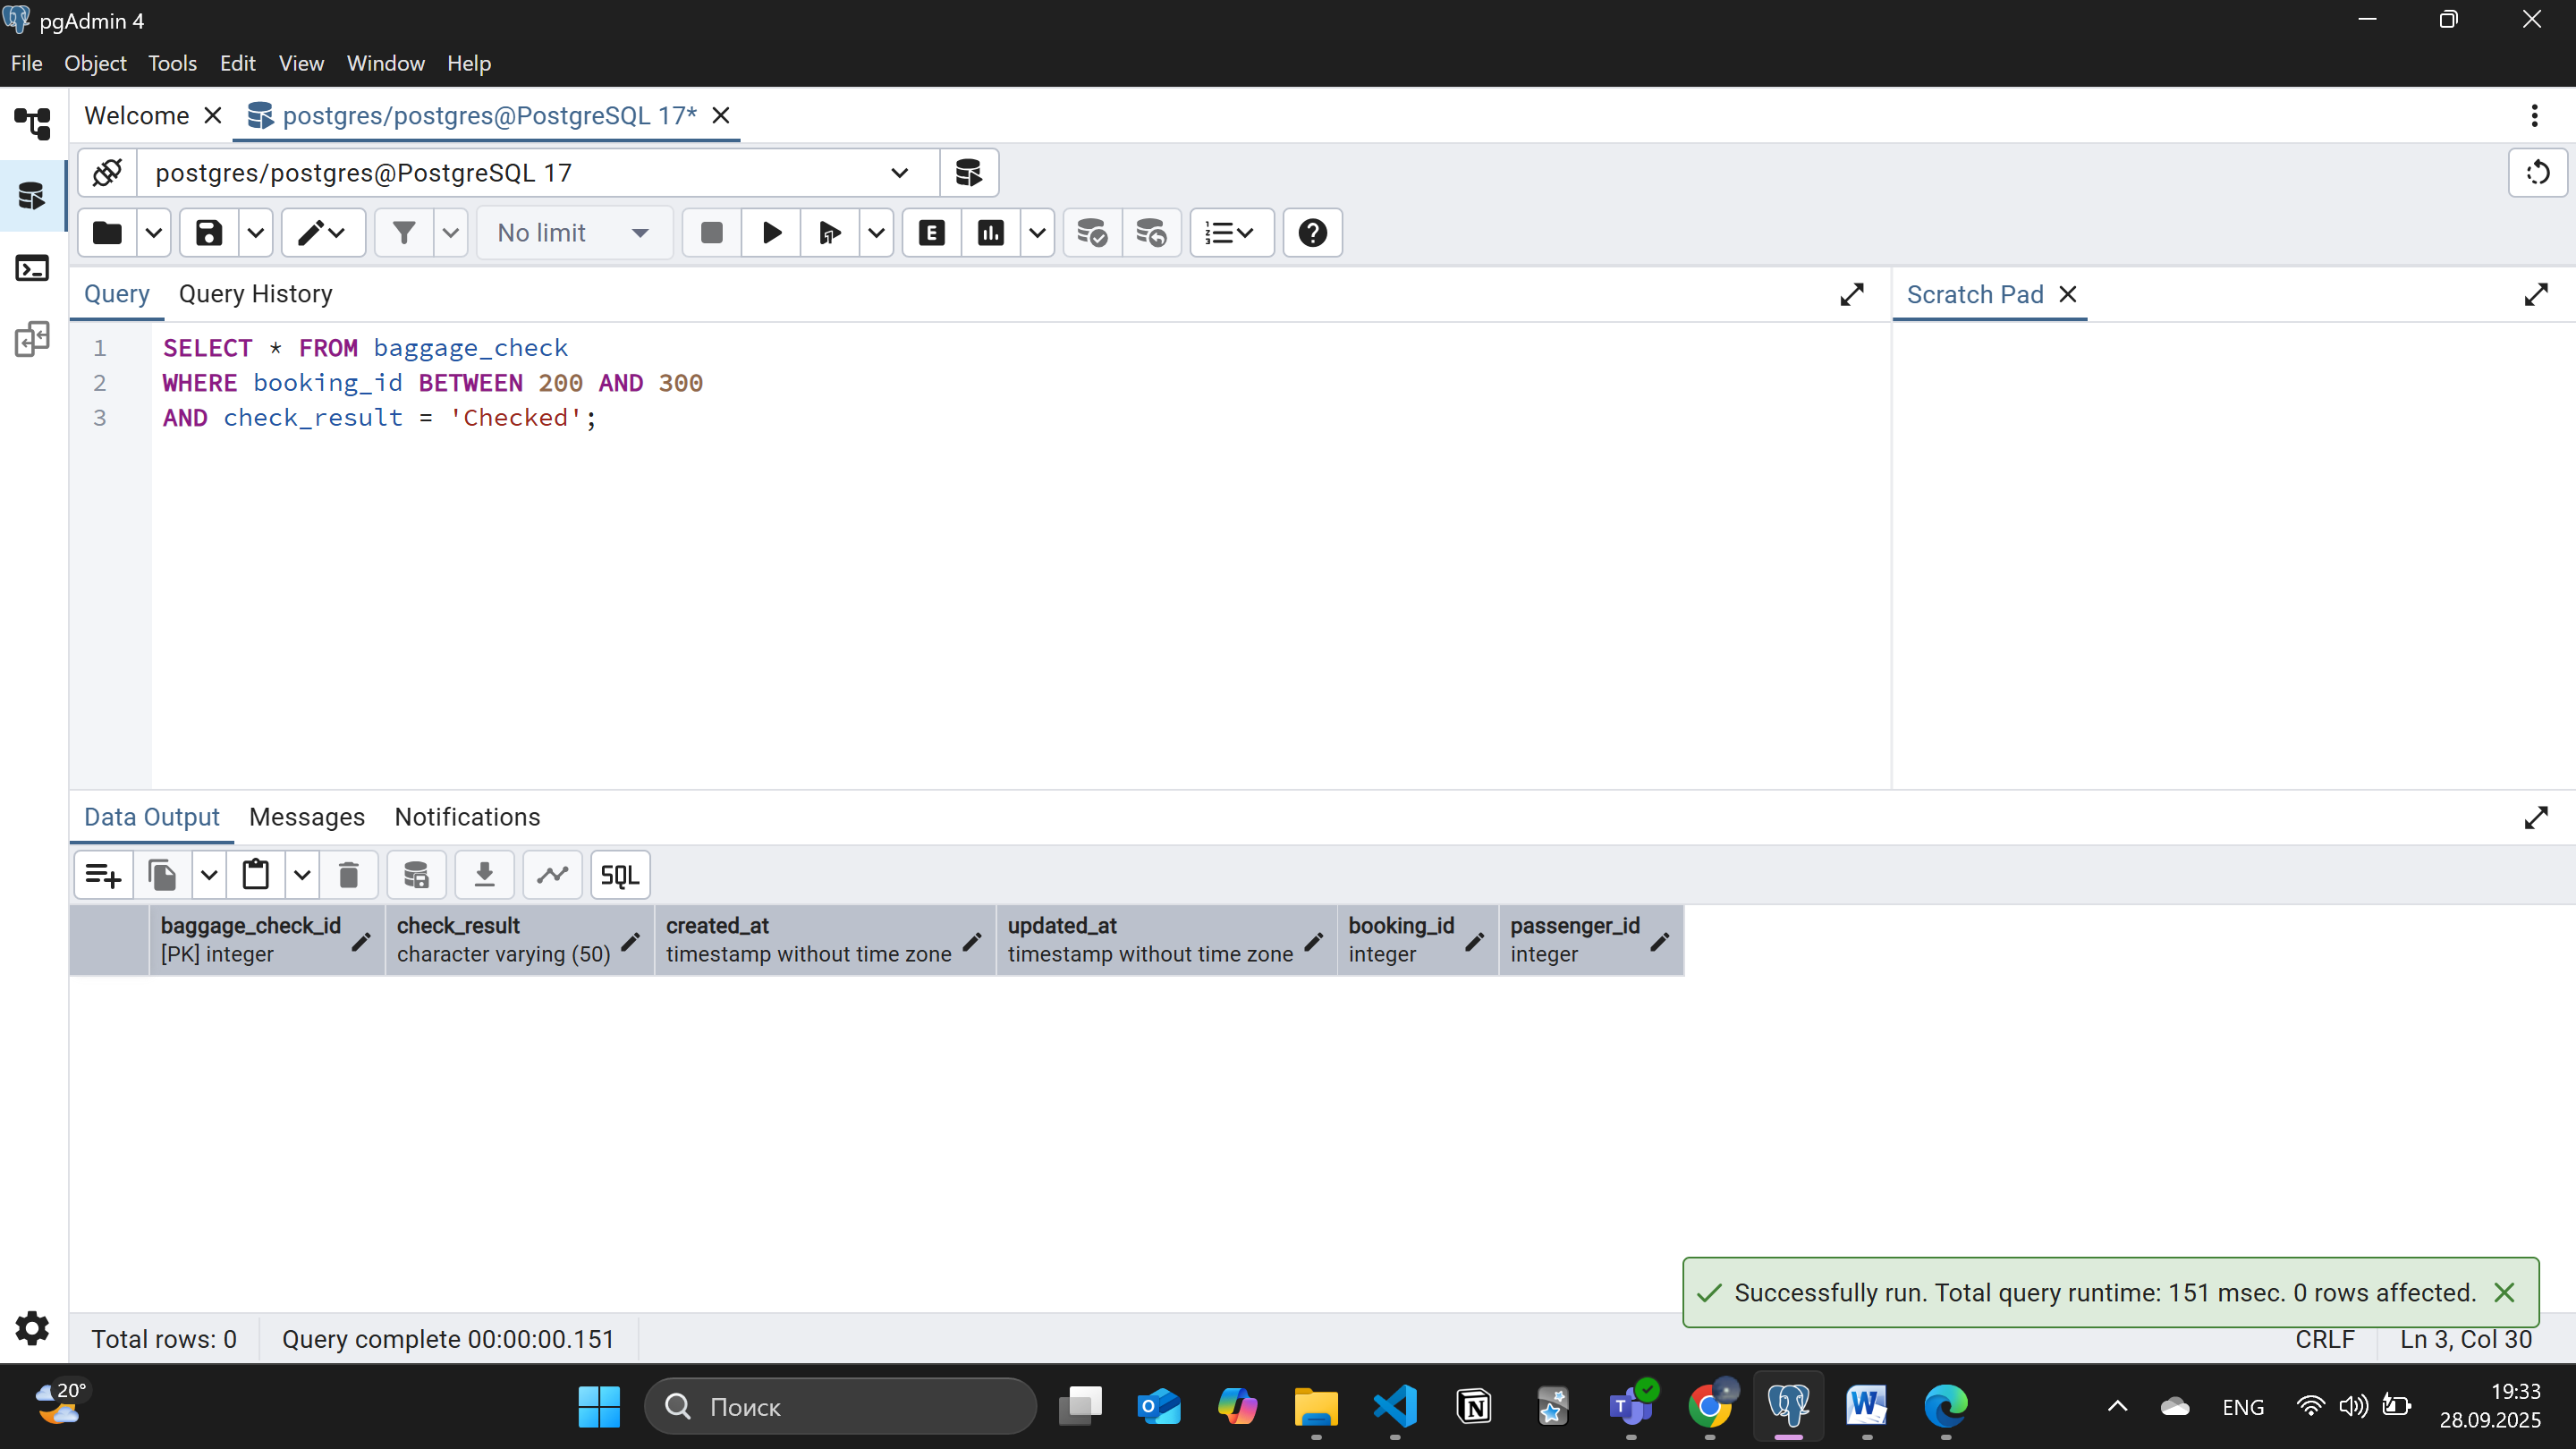 pgAdmin 4
File Object Tools Edit View Window Help
Welcome postgres/postgres@PostgreSQL 17*
postgres/postgres@PostgreSQL 17
No limit
Query Query History Scratch Pad
1 SELECT * FROM baggage_check
2 WHERE booking_id BETWEEN 200 AND 300
3 AND check_result = 'Checked';
Data Output Messages Notifications
SQL
baggage_check_id check_result created_at updated_at booking_id passenger_id
[PK] integer character varying (50) timestamp without time zone timestamp without time zone integer integer
Successfully run. Total query runtime: 151 msec. 0 rows affected.
Total rows: 0 Query complete 00:00:00.151 CRLF Ln 3, Col 30
20° Поиск ENG 19:33
28.09.2025